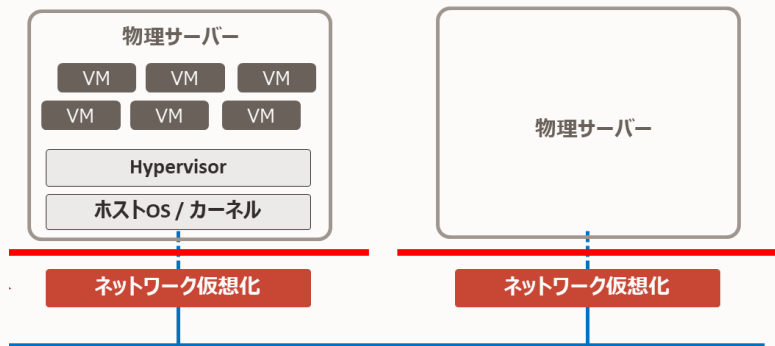 物理サーバー
VM VM VM
VM VM VM
Hypervisor
ホストOS / カーネル
ネットワーク仮想化
物理サーバー
ネットワーク仮想化